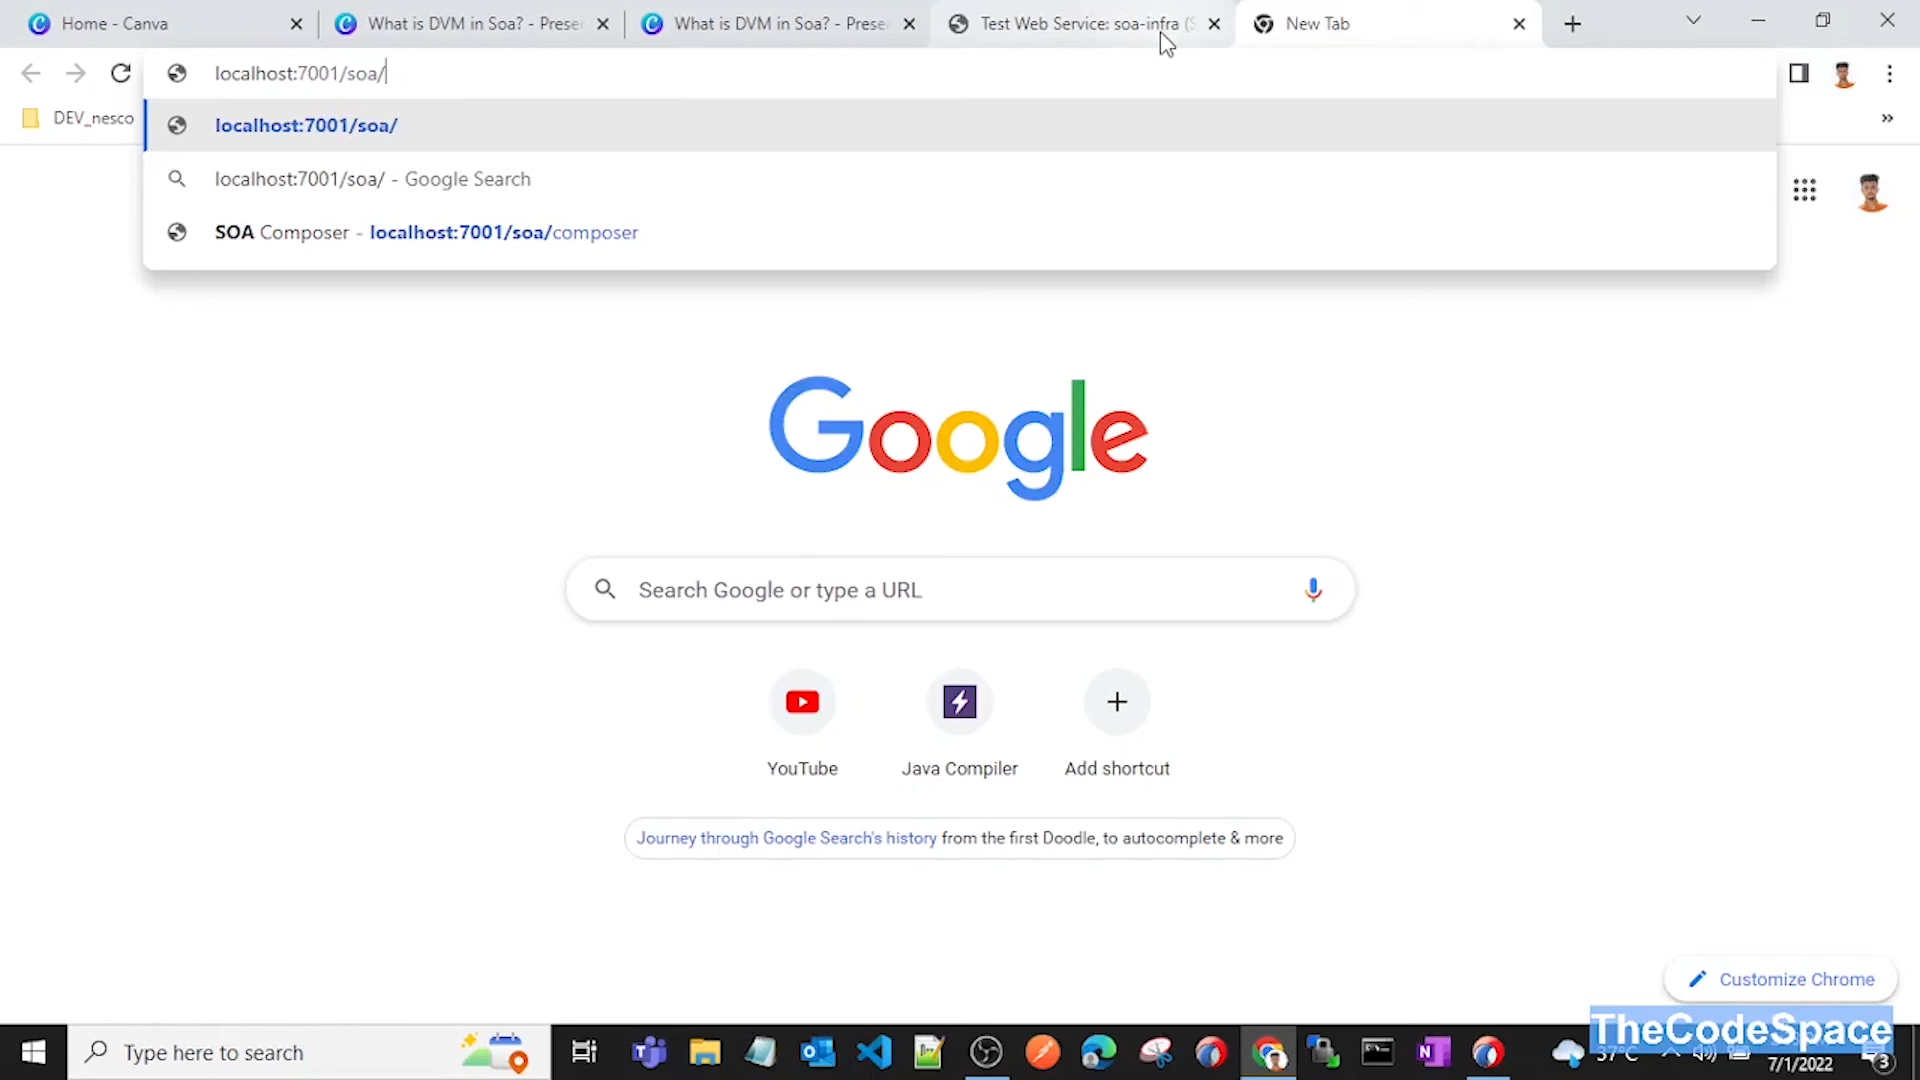 Home - Canva
What is DVM in Soa? - Prese
What is DVM in Soa? - Prese
Test Web Service: soa-infra (S
New Tab
localhost:7001/soa/
DEV_nesco
»
localhost:7001/soa/
localhost:7001/soa/ - Google Search
SOA Composer - localhost:7001/soa/composer
Google
Search Google or type a URL
YouTube
Java Compiler
Add shortcut
Journey through Google Search's history from the first Doodle, to autocomplete & more
Customize Chrome
TheCodeSpace
Type here to search
37°C
7/1/2022
3